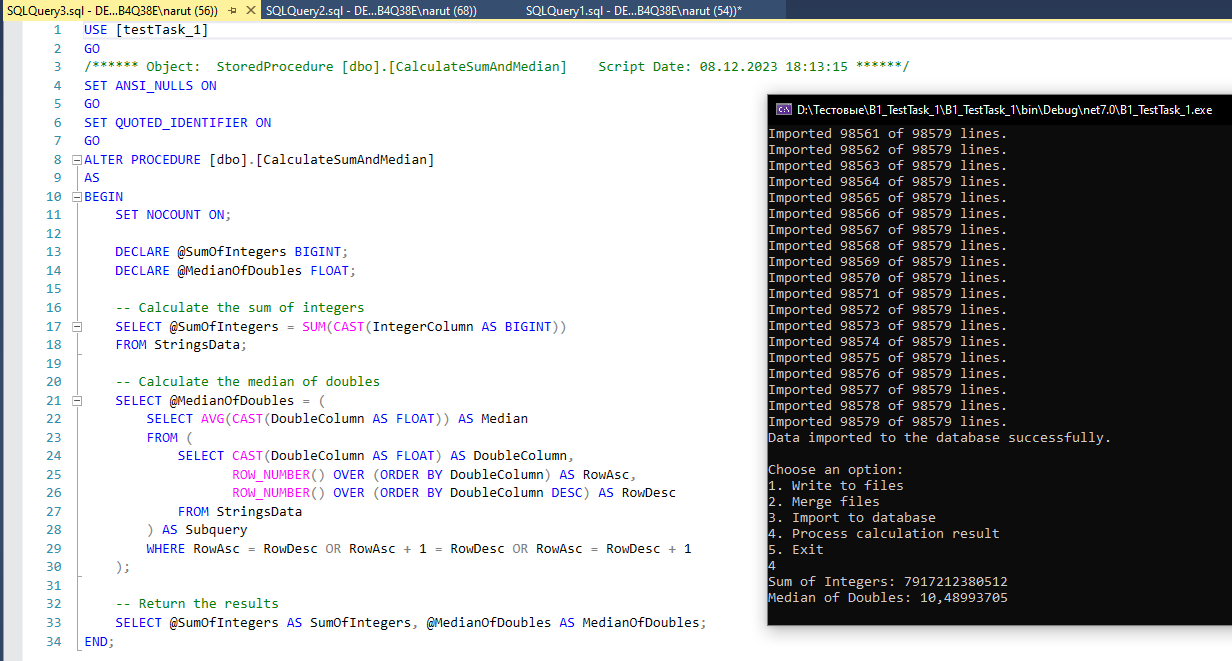 SQLQuery3.sql - DE...B4Q38E\narut (56))
SQLQuery2.sql - DE...B4Q38E\narut (68))
SQLQuery1.sql - DE...B4Q38E\narut (54))*
1 USE [testTask_1]
2 GO
3 /****** Object:  StoredProcedure [dbo].[CalculateSumAndMedian]    Script Date: 08.12.2023 18:13:15 ******/
4 SET ANSI_NULLS ON
5 GO
6 SET QUOTED_IDENTIFIER ON
7 GO
8 ALTER PROCEDURE [dbo].[CalculateSumAndMedian]
9 AS
10 BEGIN
11     SET NOCOUNT ON;
12
13     DECLARE @SumOfIntegers BIGINT;
14     DECLARE @MedianOfDoubles FLOAT;
15
16     -- Calculate the sum of integers
17     SELECT @SumOfIntegers = SUM(CAST(IntegerColumn AS BIGINT))
18     FROM StringsData;
19
20     -- Calculate the median of doubles
21     SELECT @MedianOfDoubles = (
22         SELECT AVG(CAST(DoubleColumn AS FLOAT)) AS Median
23         FROM (
24             SELECT CAST(DoubleColumn AS FLOAT) AS DoubleColumn,
25                    ROW_NUMBER() OVER (ORDER BY DoubleColumn) AS RowAsc,
26                    ROW_NUMBER() OVER (ORDER BY DoubleColumn DESC) AS RowDesc
27             FROM StringsData
28         ) AS Subquery
29         WHERE RowAsc = RowDesc OR RowAsc + 1 = RowDesc OR RowAsc = RowDesc + 1
30     );
31
32     -- Return the results
33     SELECT @SumOfIntegers AS SumOfIntegers, @MedianOfDoubles AS MedianOfDoubles;
34 END;
D:\Тестовые\B1_TestTask_1\B1_TestTask_1\bin\Debug\net7.0\B1_TestTask_1.exe
Imported 98561 of 98579 lines.
Imported 98562 of 98579 lines.
Imported 98563 of 98579 lines.
Imported 98564 of 98579 lines.
Imported 98565 of 98579 lines.
Imported 98566 of 98579 lines.
Imported 98567 of 98579 lines.
Imported 98568 of 98579 lines.
Imported 98569 of 98579 lines.
Imported 98570 of 98579 lines.
Imported 98571 of 98579 lines.
Imported 98572 of 98579 lines.
Imported 98573 of 98579 lines.
Imported 98574 of 98579 lines.
Imported 98575 of 98579 lines.
Imported 98576 of 98579 lines.
Imported 98577 of 98579 lines.
Imported 98578 of 98579 lines.
Imported 98579 of 98579 lines.
Data imported to the database successfully.
Choose an option:
1. Write to files
2. Merge files
3. Import to database
4. Process calculation result
5. Exit
4
Sum of Integers: 7917212380512
Median of Doubles: 10,48993705